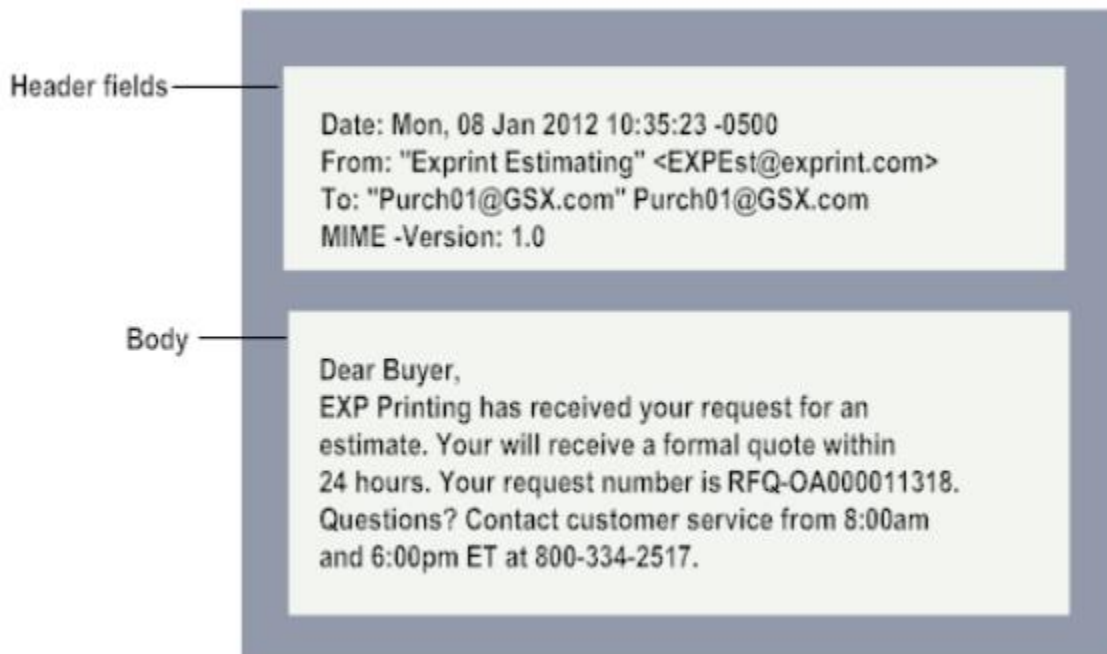 Header fields
Date: Mon, 08 Jan 2012 10:35:23 -0500
From: "Exprint Estimating" <EXPEst@exprint.com>
To: "Purch01@GSX.com" Purch01@GSX.com
MIME -Version: 1.0
Body
Dear Buyer,
EXP Printing has received your request for an
estimate. Your will receive a formal quote within
24 hours. Your request number is RFQ-OA000011318.
Questions? Contact customer service from 8:00am
and 6:00pm ET at 800-334-2517.